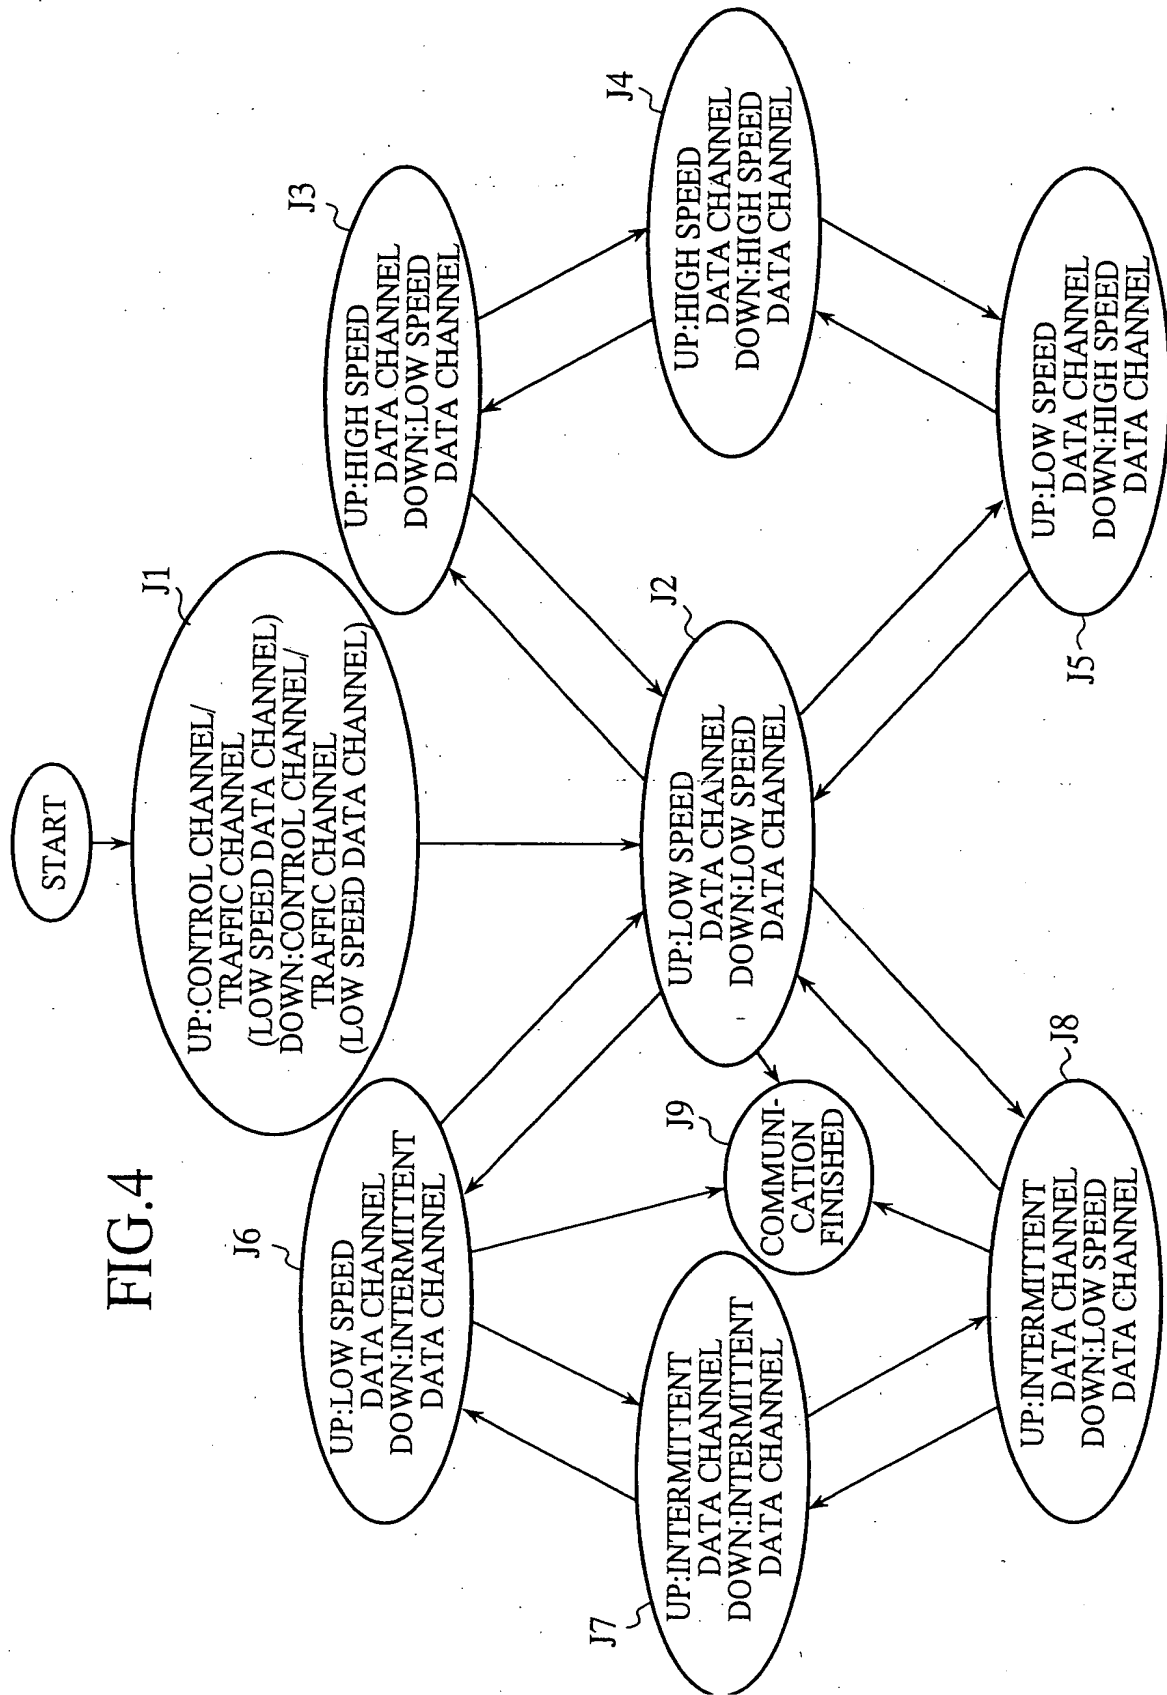 FIG.4
START
J1
UP:CONTROL CHANNEL/
TRAFFIC CHANNEL
(LOW SPEED DATA CHANNEL)
DOWN:CONTROL CHANNEL/
TRAFFIC CHANNEL
(LOW SPEED DATA CHANNEL)
J6
UP:LOW SPEED
DATA CHANNEL
DOWN:INTERMITTENT
DATA CHANNEL
J3
UP:HIGH SPEED
DATA CHANNEL
DOWN:LOW SPEED
DATA CHANNEL
J7
UP:INTERMITTENT
DATA CHANNEL
DOWN:INTERMITTENT
DATA CHANNEL
J9
COMMUNI-
CATION
FINISHED
J2
UP:LOW SPEED
DATA CHANNEL
DOWN:LOW SPEED
DATA CHANNEL
J4
UP:HIGH SPEED
DATA CHANNEL
DOWN:HIGH SPEED
DATA CHANNEL
J8
UP:INTERMITTENT
DATA CHANNEL
DOWN:LOW SPEED
DATA CHANNEL
J5
UP:LOW SPEED
DATA CHANNEL
DOWN:HIGH SPEED
DATA CHANNEL